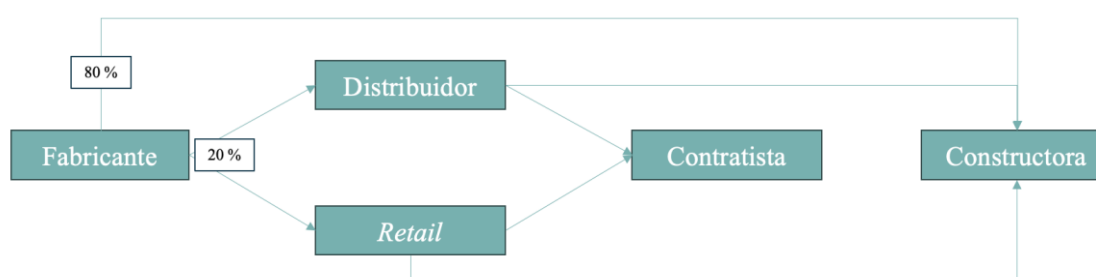 80 %
Distribuidor
Fabricante
20 %
Contratista
Constructora
Retail